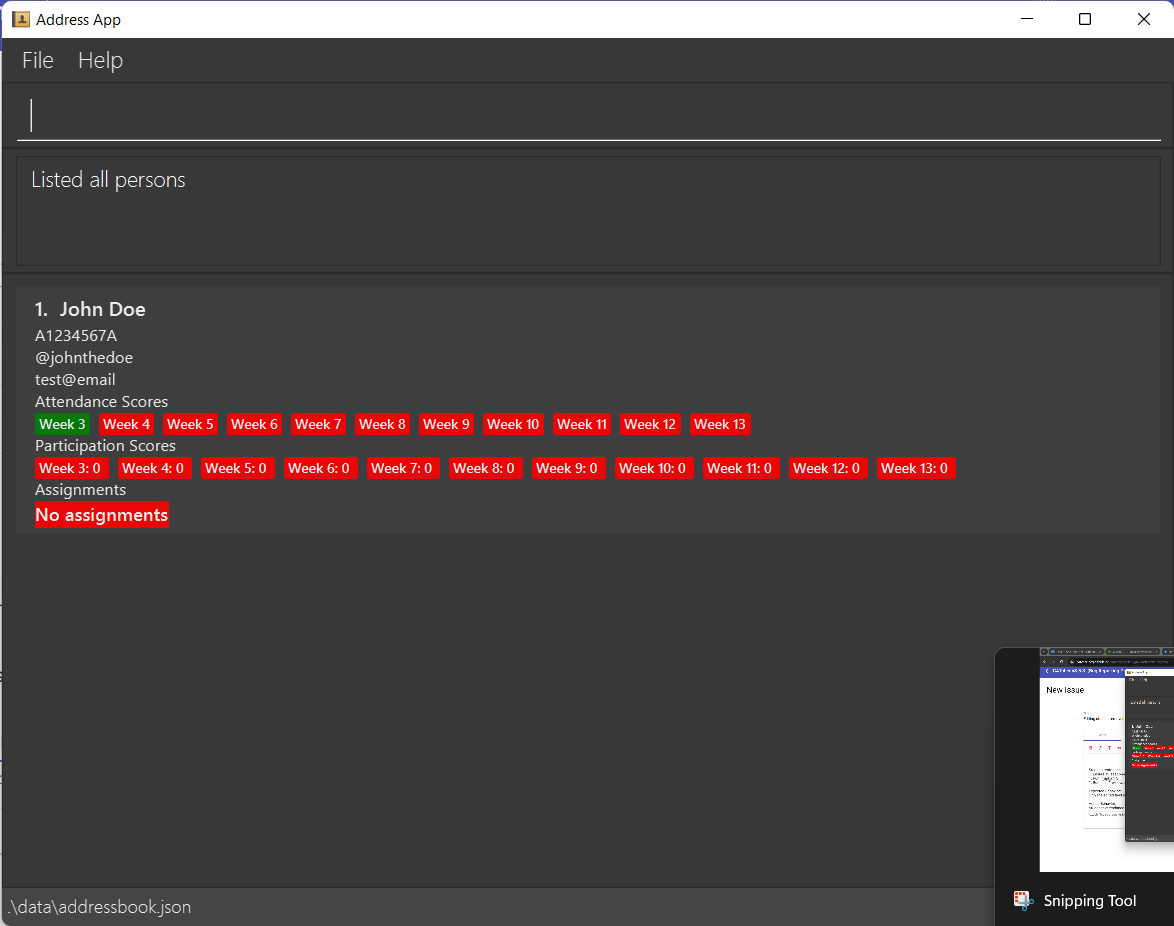 Address App
File Help
Listed all persons
1. John Doe
A1234567A
@johnthedoe
test@email
Attendance Scores
Week 3 Week 4 Week 5 Week 6 Week 7 Week 8 Week 9 Week 10 Week 11 Week 12 Week 13
Participation Scores
Week 3: 0 Week 4: 0 Week 5: 0 Week 6: 0 Week 7: 0 Week 8: 0 Week 9: 0 Week 10: 0 Week 11: 0 Week 12: 0 Week 13: 0
Assignments
No assignments
New Issue
Snipping Tool
.\data\addressbook.json